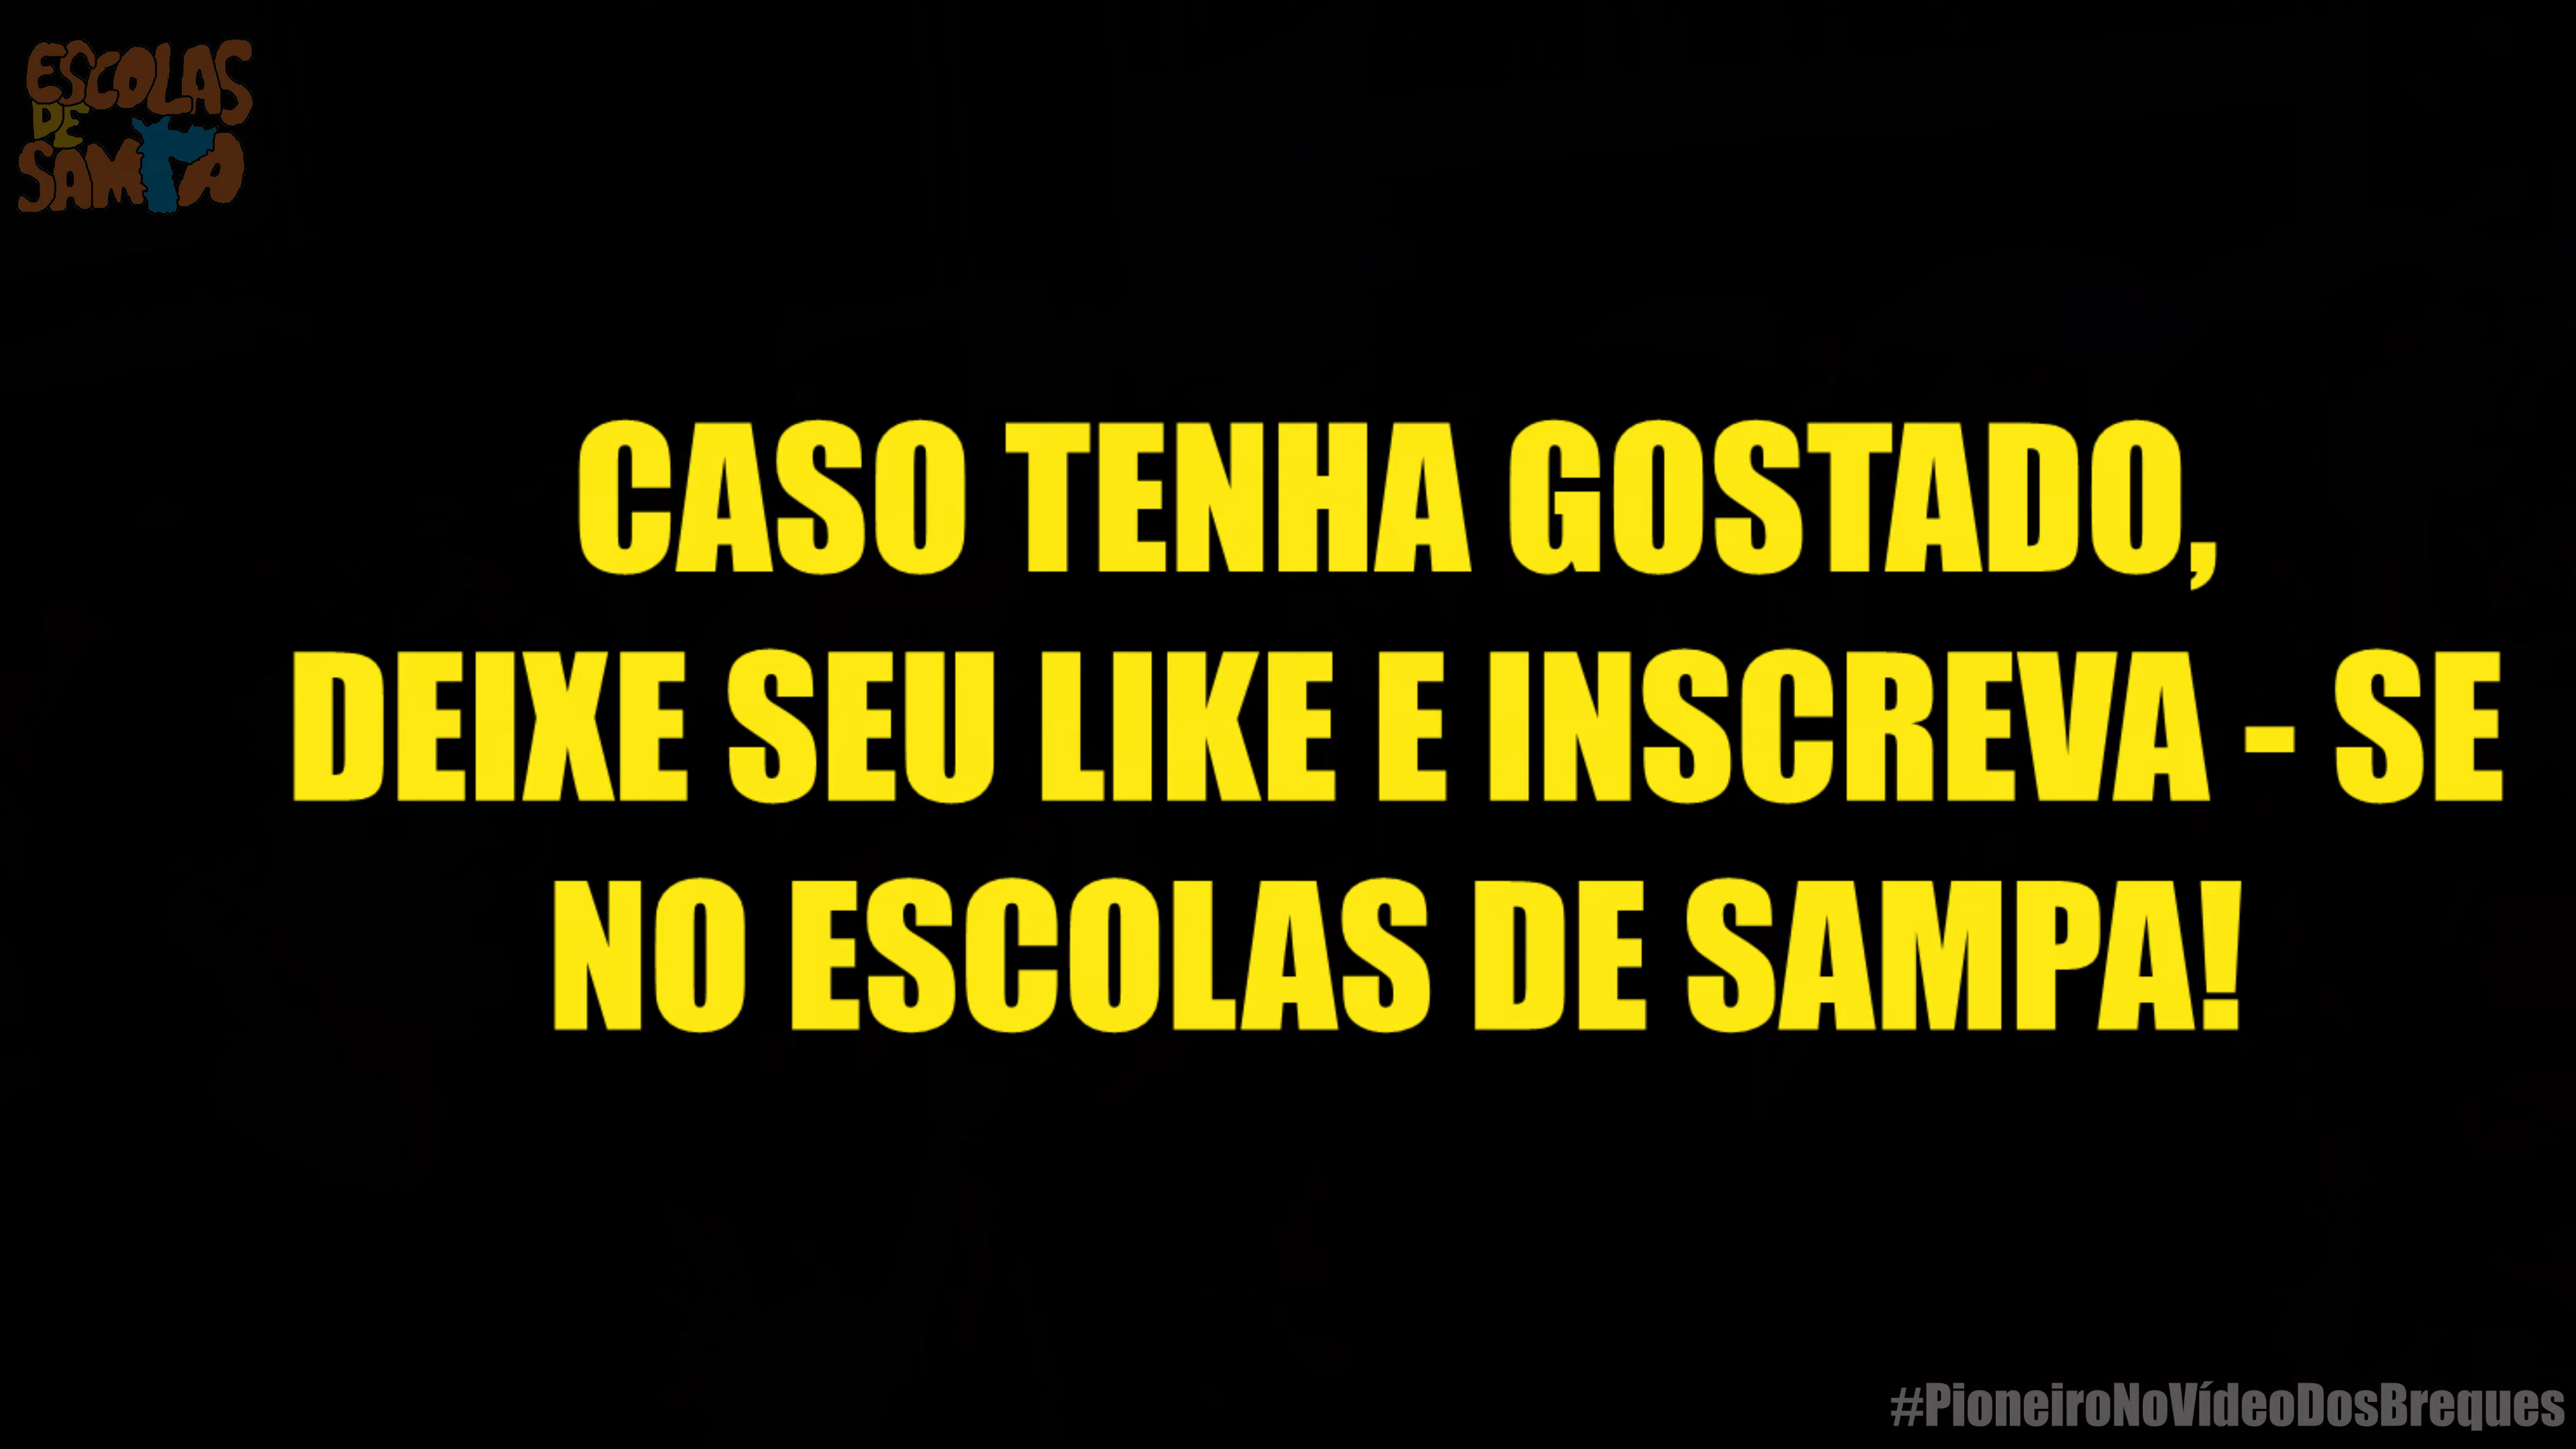 ESCOLAS
DE
SAMPA
CASO TENHA GOSTADO,
DEIXE SEU LIKE E INSCREVA - SE
NO ESCOLAS DE SAMPA!
#PioneiroNoVídeoDosBreques